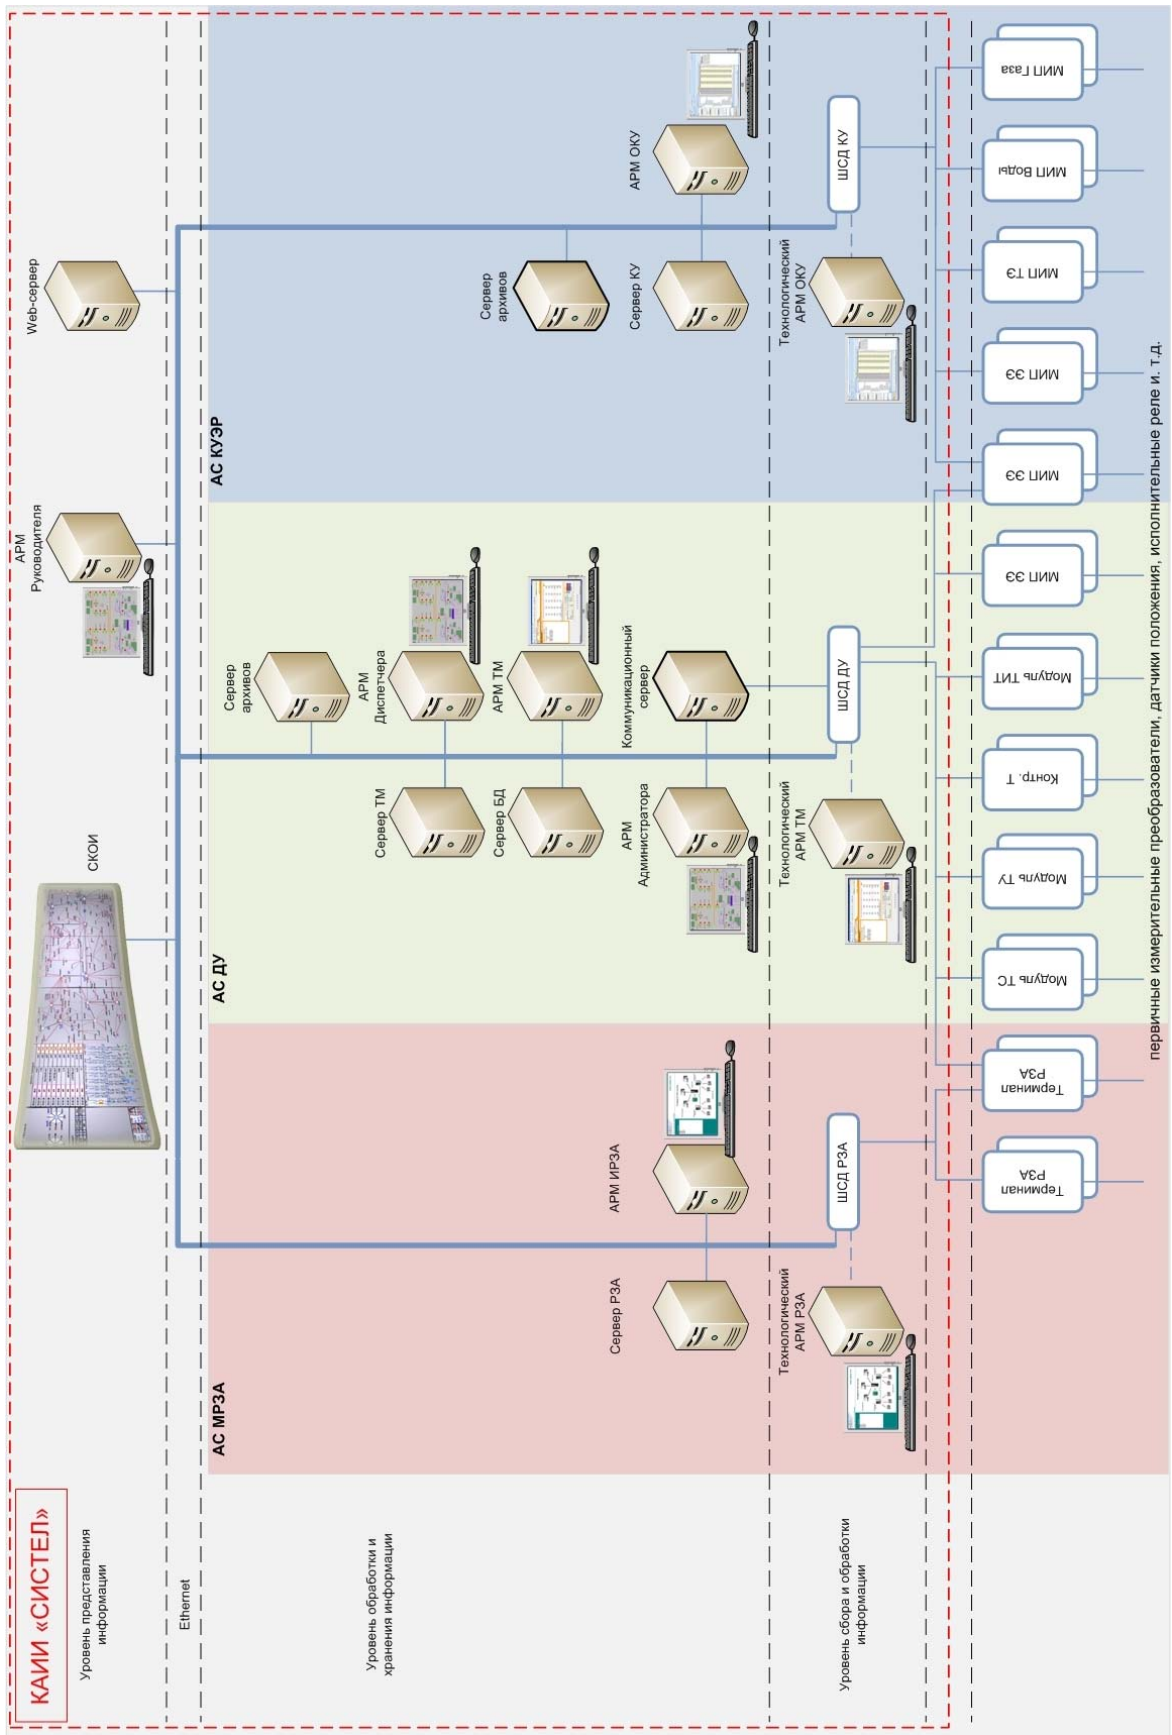 КАИИ «СИСТЕЛ»
Уровень представления
информации
СКОИ
АРМ
Руководителя
Web-сервер
Ethernet
АС МРЗА
АС ДУ
АС КУЭР
Уровень обработки и
хранения информации
Сервер
архивов
Сервер ТМ
АРМ
Диспетчера
Сервер БД
АРМ ТМ
Сервер
архивов
Сервер РЗА
АРМ ИРЗА
АРМ
Администратора
Коммуникационный
сервер
Сервер КУ
АРМ ОКУ
Уровень сбора и обработки
информации
Технологический
АРМ РЗА
ШСД РЗА
Технологический
АРМ ТМ
ШСД ДУ
Технологический
АРМ ОКУ
ШСД КУ
Терминал
РЗА
Терминал
РЗА
Модуль ТС
Модуль ТУ
Контр. Т
Модуль ТИТ
МИП ЭЭ
МИП ЭЭ
МИП ЭЭ
МИП ТЭ
МИП Воды
МИП Газа
первичные измерительные преобразователи, датчики положения, исполнительные реле и. т.д.